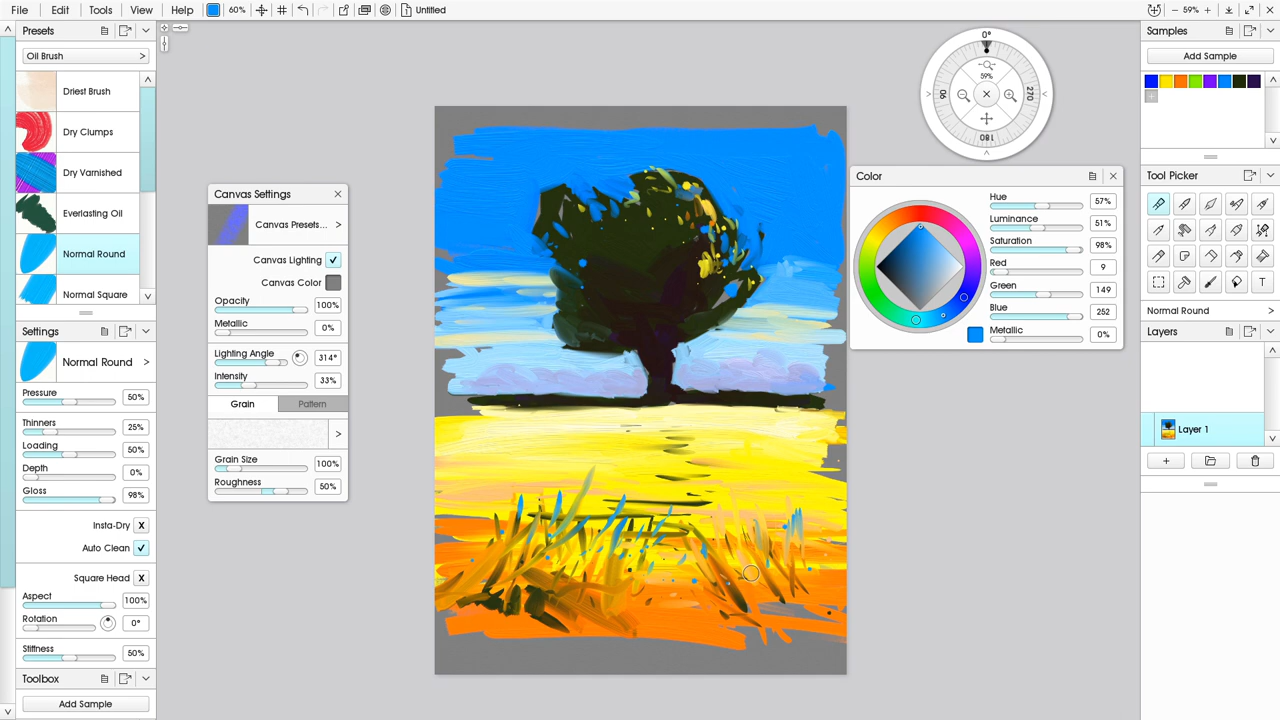 File Edit Tools View Help 60% Untitled 59%
Presets
Oil Brush >
Driest Brush
Dry Clumps
Dry Varnished
Everlasting Oil
Normal Round
Normal Square
Settings
Normal Round >
Pressure 50%
Thinners 25%
Loading 50%
Depth 0%
Gloss 98%
Insta-Dry X
Auto Clean
Square Head X
Aspect 100%
Rotation 0°
Stiffness 50%
Toolbox
Add Sample
Canvas Settings
Canvas Presets... >
Canvas Lighting
Canvas Color
Opacity 100%
Metallic 0%
Lighting Angle 314°
Intensity 33%
Grain Pattern
Grain Size 100%
Roughness 50%
0°
59%
90
270
180
Color
Hue 57%
Luminance 51%
Saturation 98%
Red 9
Green 149
Blue 252
Metallic 0%
Samples
Add Sample
Tool Picker
T
Normal Round >
Layers
Layer 1